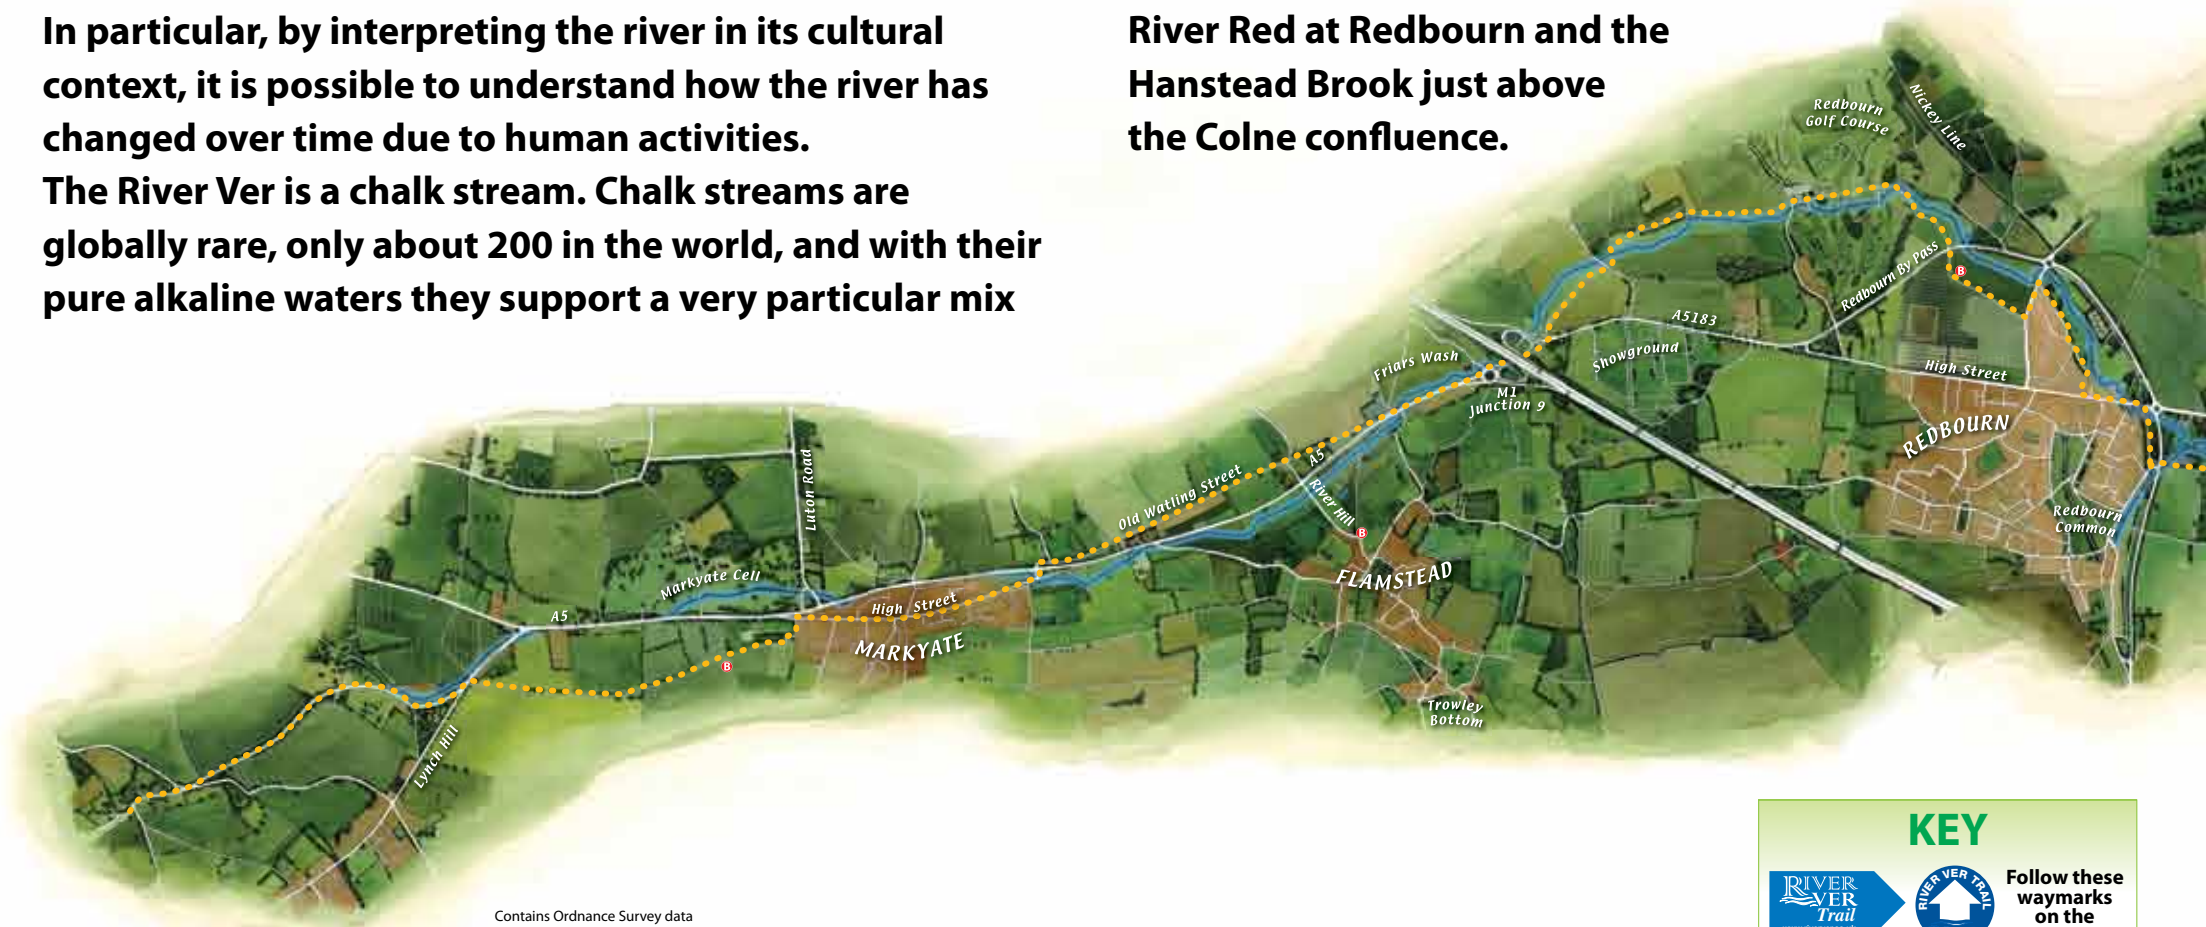 In particular, by interpreting the river in its cultural
context, it is possible to understand how the river has
changed over time due to human activities.
The River Ver is a chalk stream. Chalk streams are
globally rare, only about 200 in the world, and with their
pure alkaline waters they support a very particular mix
River Red at Redbourn and the
Hanstead Brook just above
the Colne confluence.
Redbourn
Golf Course
Nickey Line
Redbourn By Pass
B
A5183
Showground
Friars Wash
M1
Junction 9
High Street
REDBOURN
Redbourn
Common
A5
Old Watling Street
River Hill
B
FLAMSTEAD
Trowley
Bottom
Luton Road
Markyate Cell
A5
High Street
MARKYATE
B
Lynch Hill
Contains Ordnance Survey data
KEY
RIVER
VER
Trail
RIVER VER TRAIL
Follow these
waymarks
on the